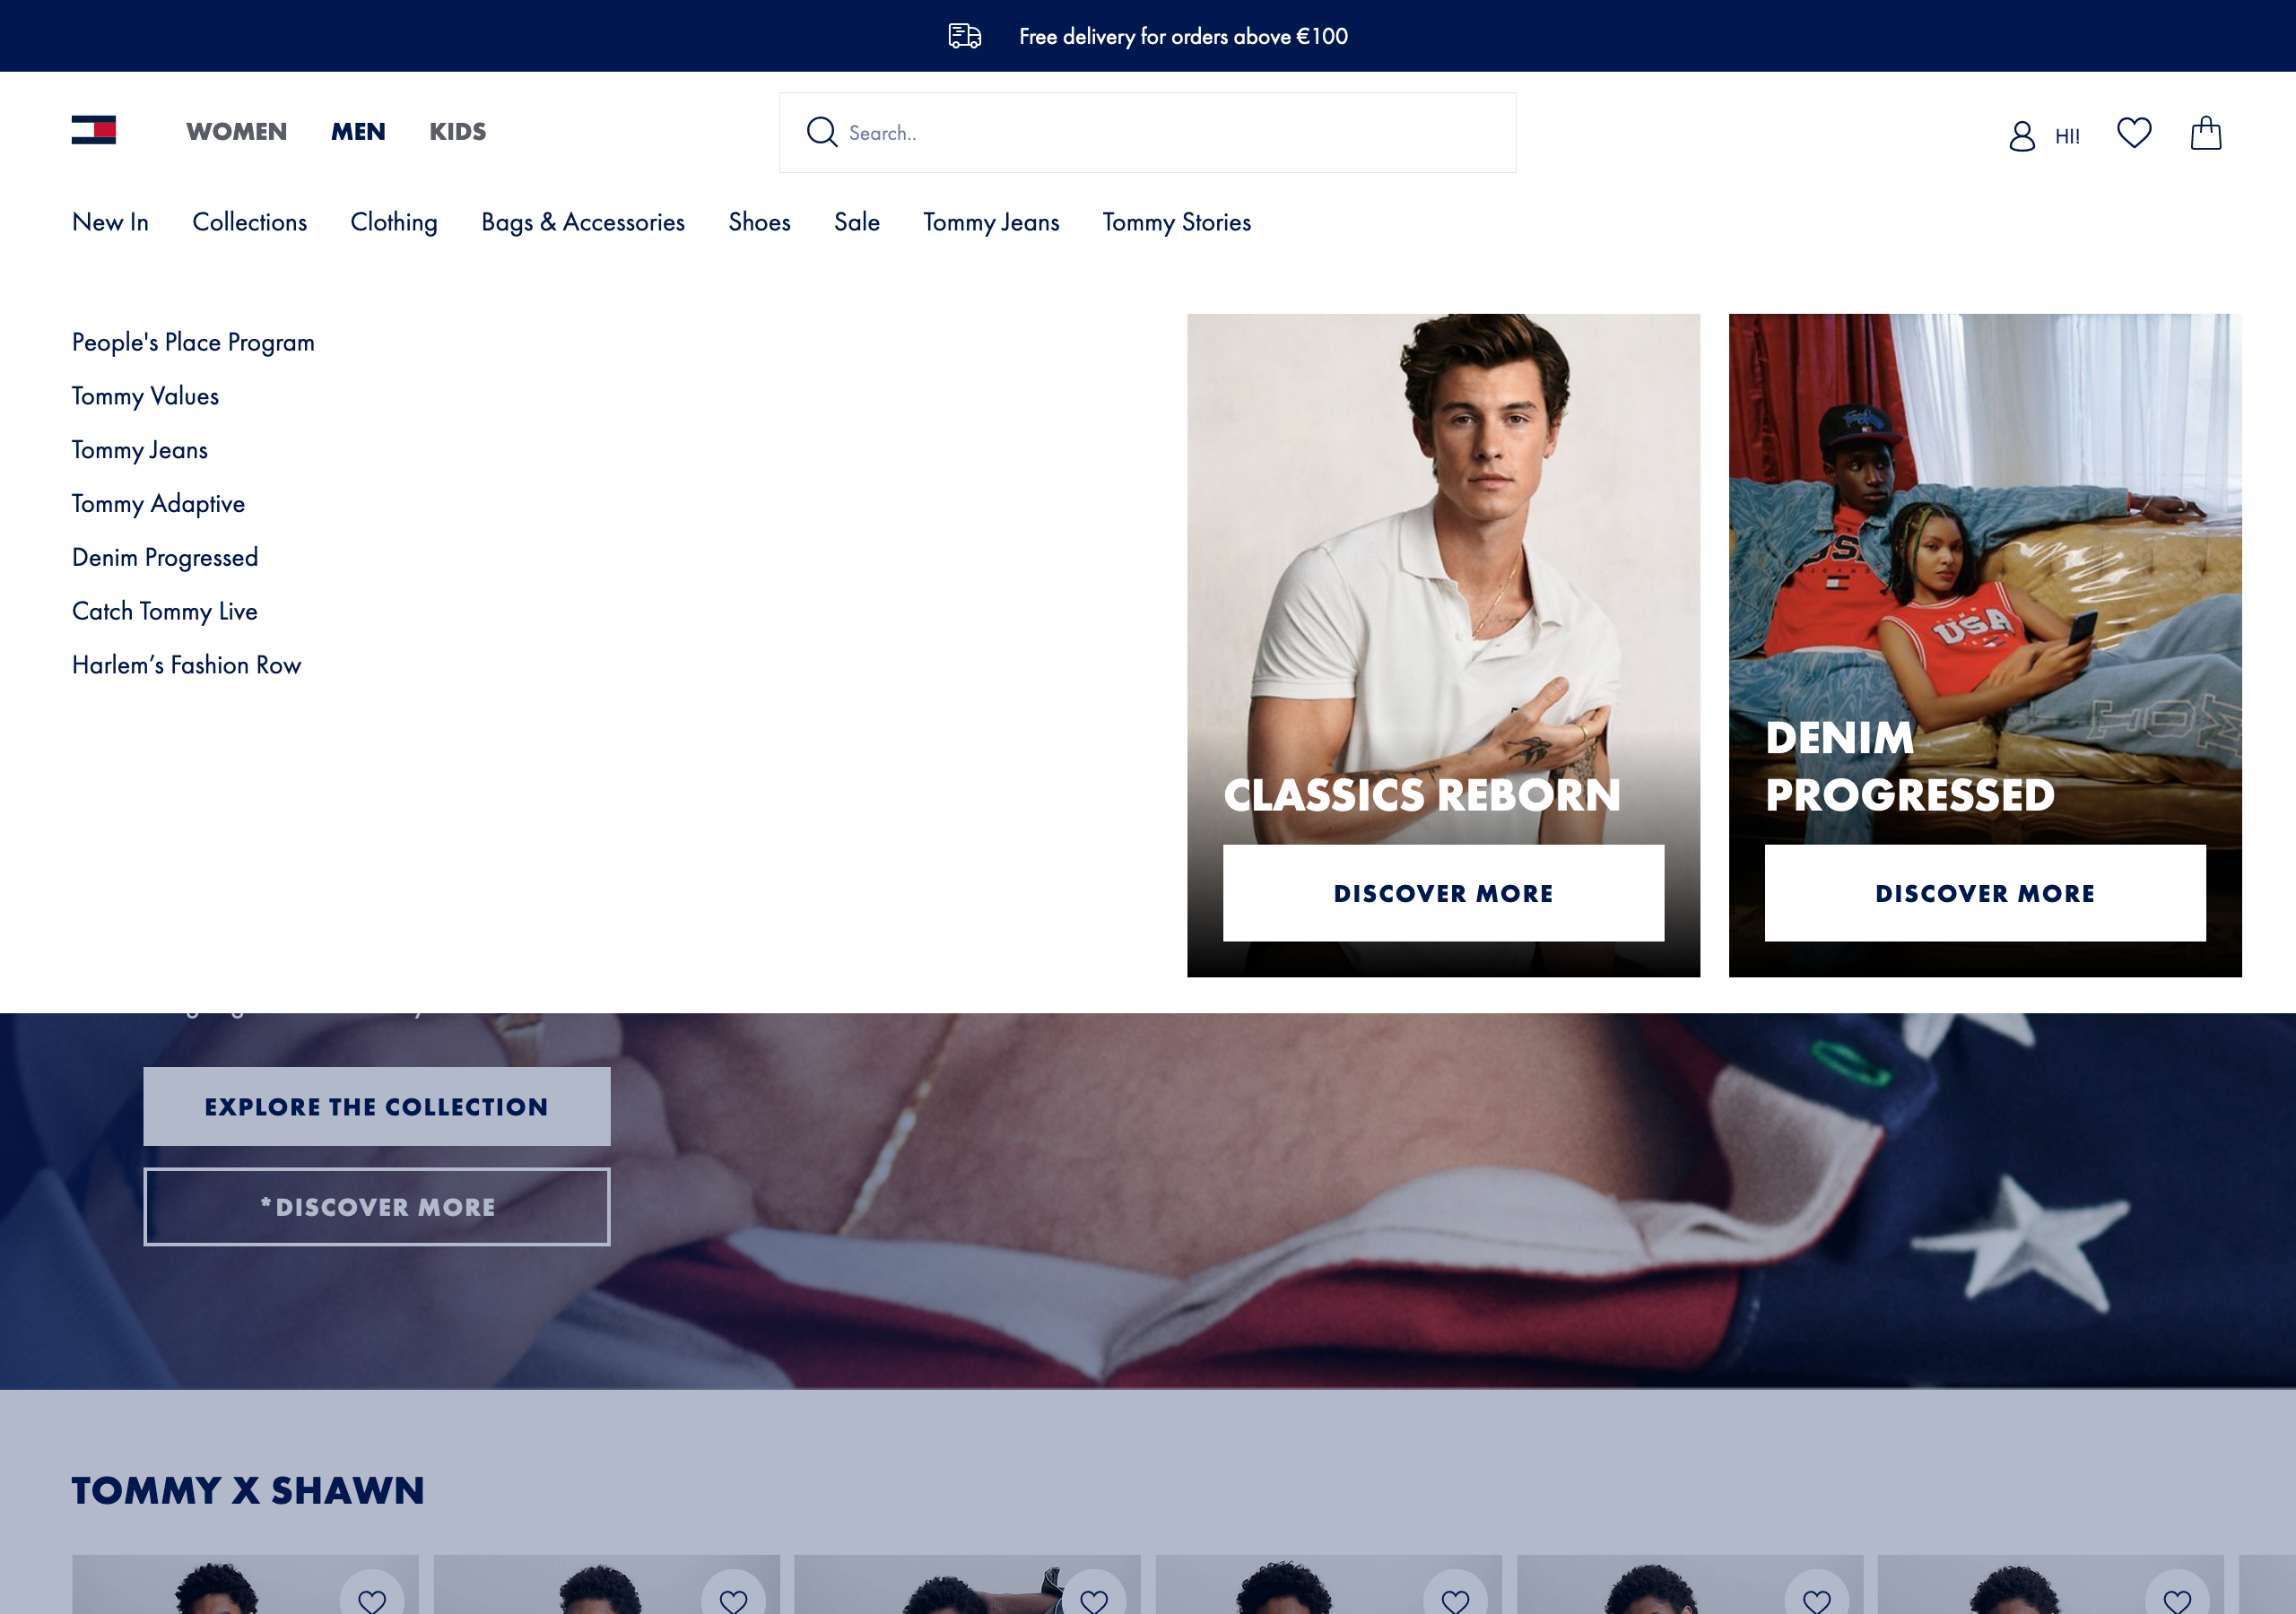 Free delivery for orders above €100
WOMEN
MEN
KIDS
Search..
HI!
New In
Collections
Clothing
Bags & Accessories
Shoes
Sale
Tommy Jeans
Tommy Stories
People's Place Program
Tommy Values
Tommy Jeans
Tommy Adaptive
Denim Progressed
Catch Tommy Live
Harlem’s Fashion Row
CLASSICS REBORN
DISCOVER MORE
USA
DENIM
PROGRESSED
DISCOVER MORE
EXPLORE THE COLLECTION
*DISCOVER MORE
TOMMY X SHAWN